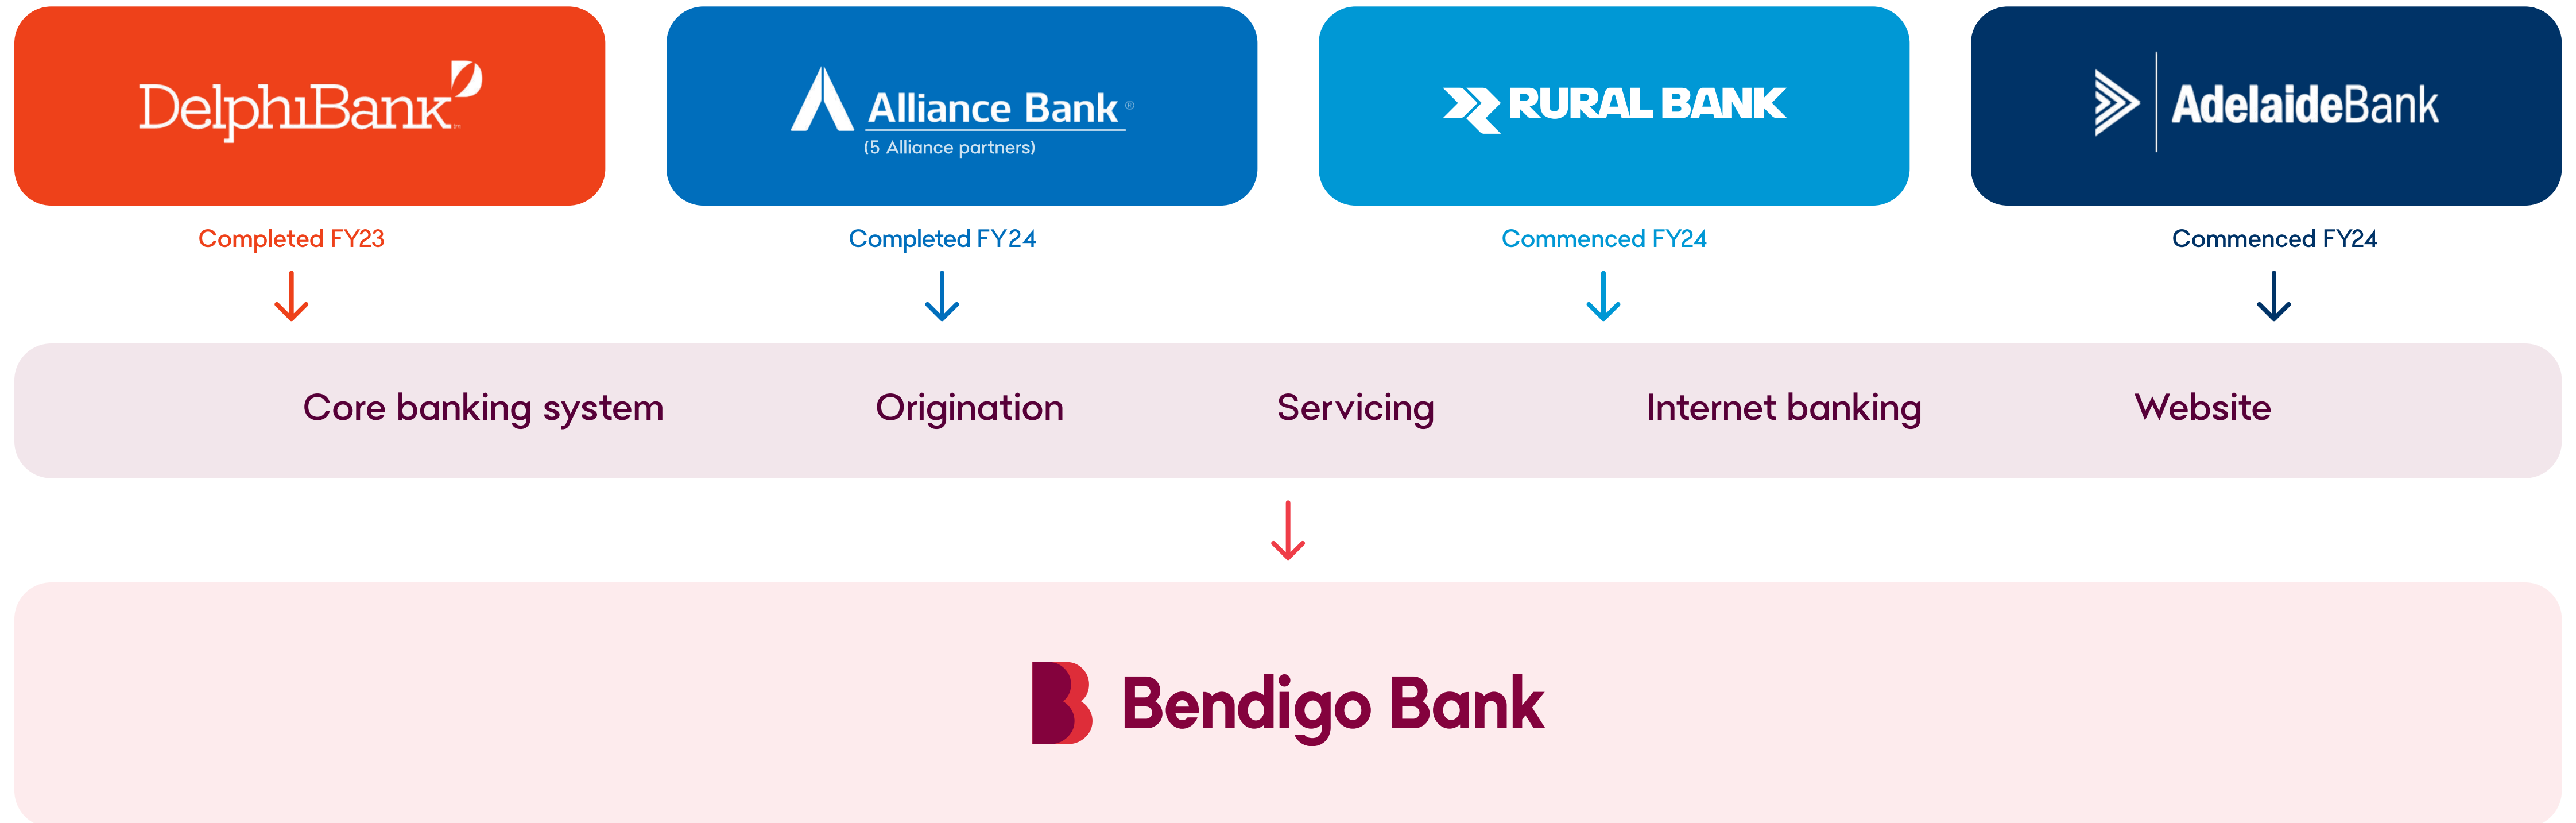 DelphiBank
Alliance Bank®
(5 Alliance partners)
RURAL BANK
AdelaideBank
Completed FY23
Completed FY24
Commenced FY24
Commenced FY24
Core banking system
Origination
Servicing
Internet banking
Website
Bendigo Bank